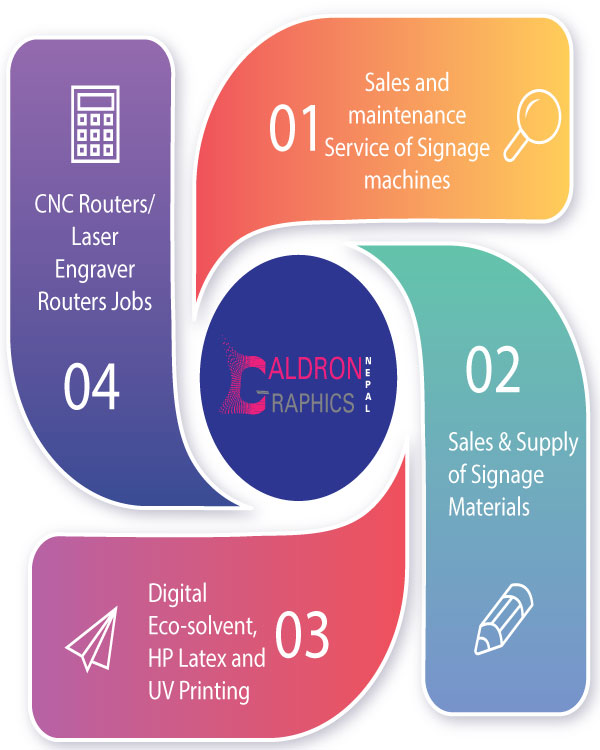 01
Sales and
maintenance
Service of Signage
machines
02
Sales & Supply
of Signage
Materials
Digital
Eco-solvent,
HP Latex and
UV Printing
03
CNC Routers/
Laser
Engraver
Routers Jobs
04
ALDRON
GRAPHICS
NEPAL